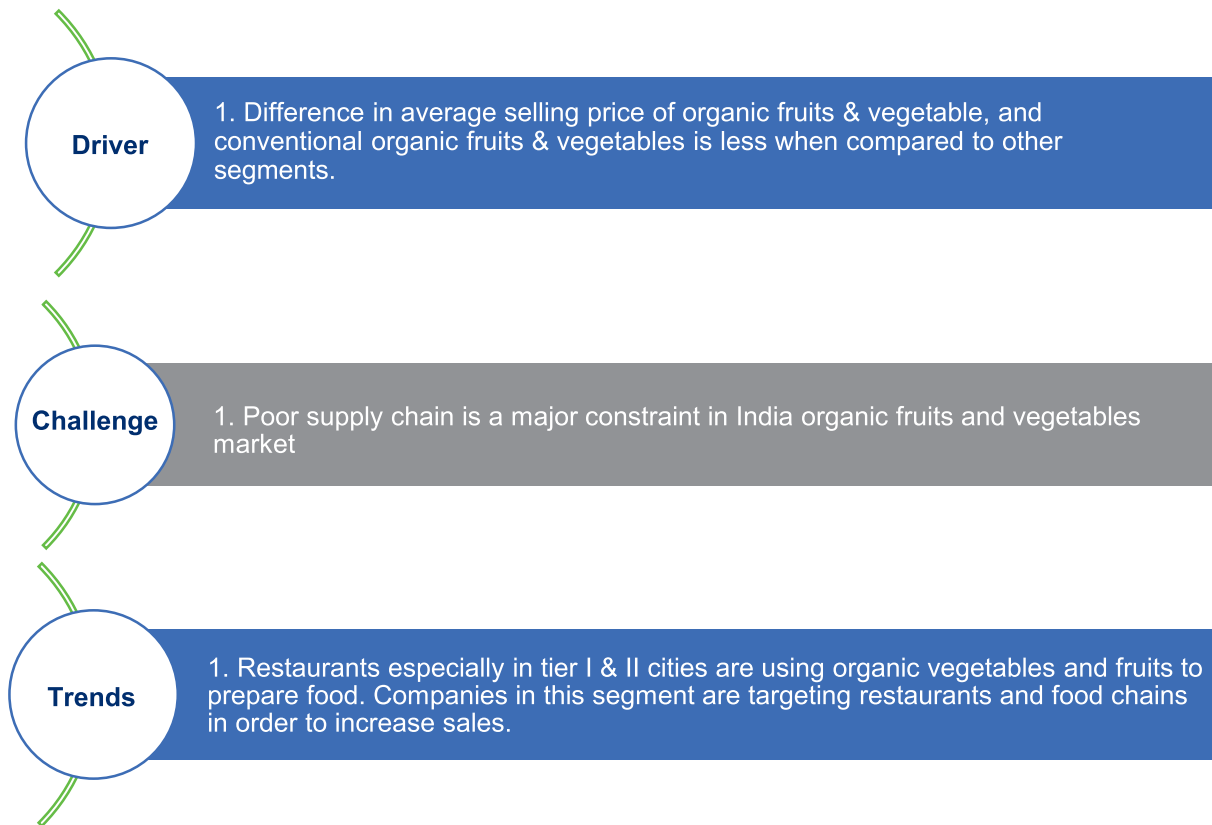 Driver
1. Difference in average selling price of organic fruits & vegetable, and
conventional organic fruits & vegetables is less when compared to other
segments.
Challenge
1. Poor supply chain is a major constraint in India organic fruits and vegetables
market
Trends
1. Restaurants especially in tier I & II cities are using organic vegetables and fruits to
prepare food. Companies in this segment are targeting restaurants and food chains
in order to increase sales.